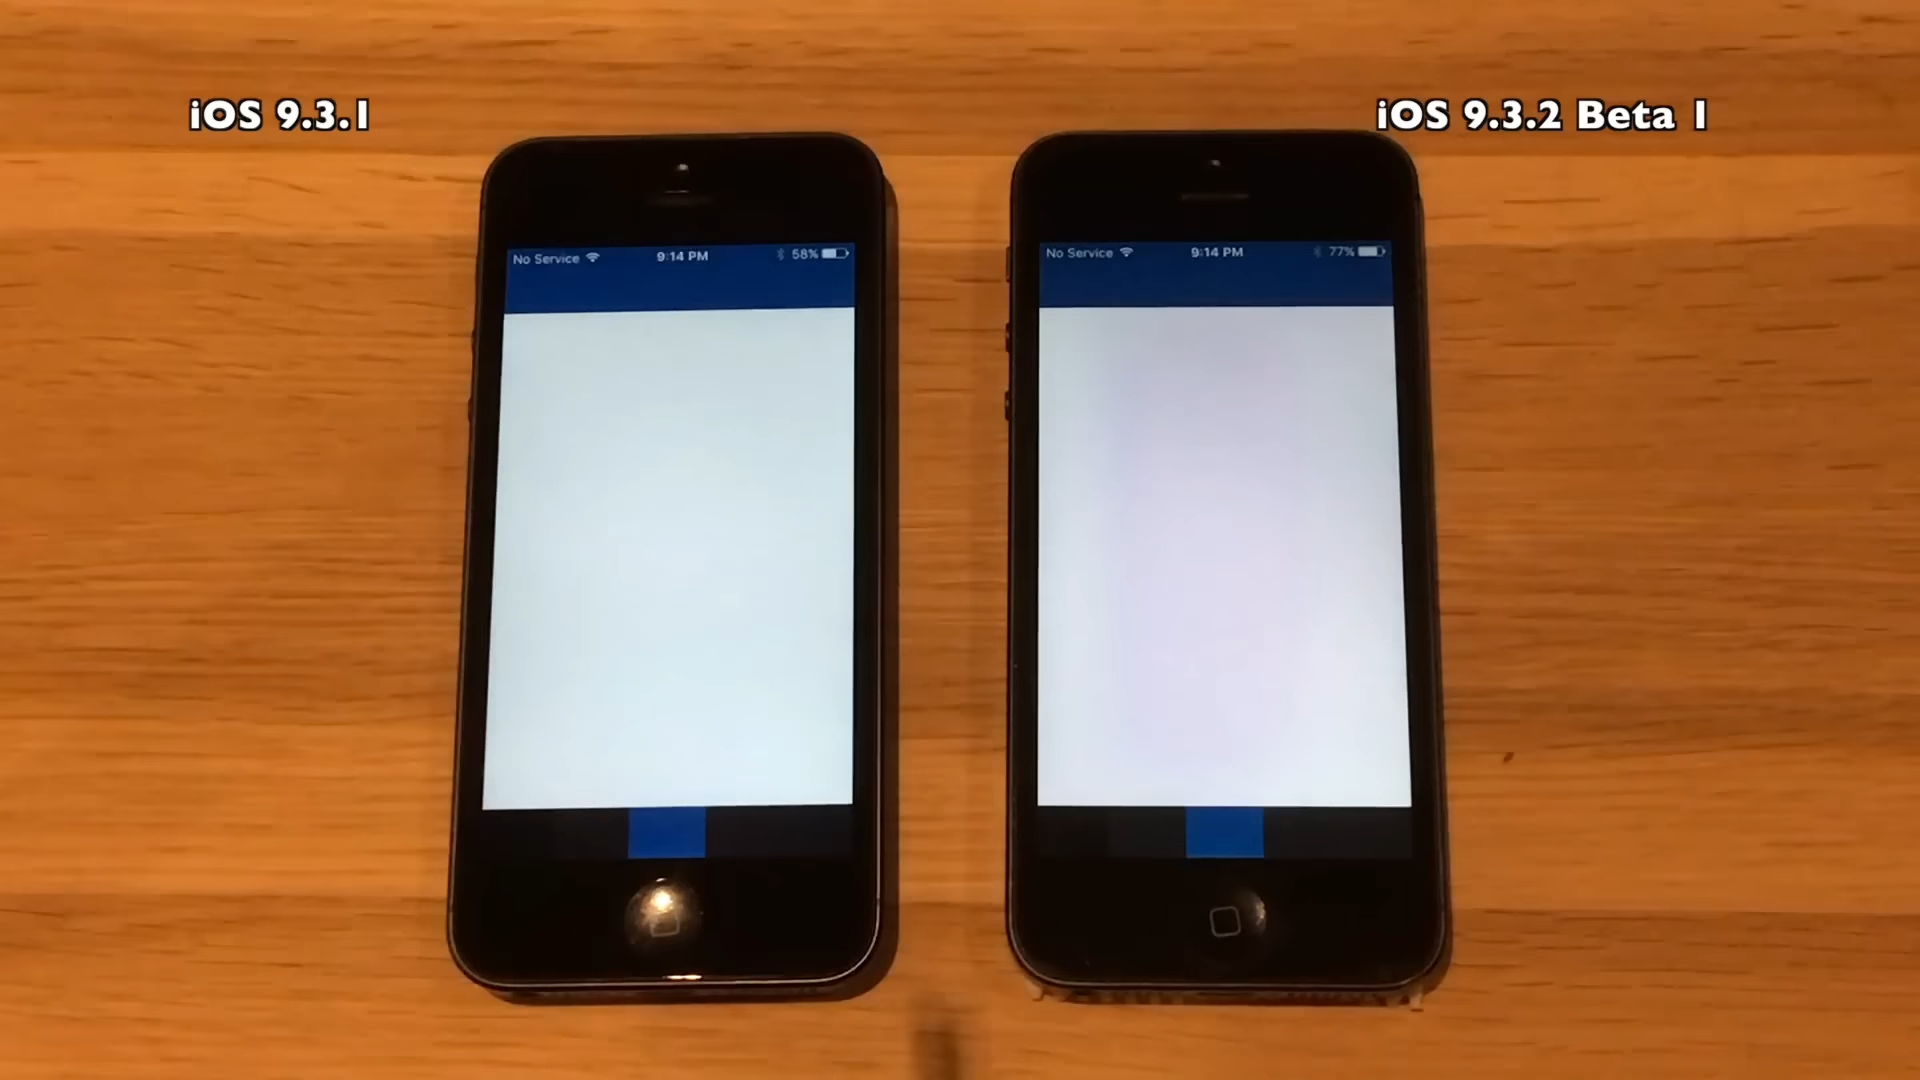 iOS 9.3.1
iOS 9.3.2 Beta 1
No Service 9:14 PM 58%
No Service 9:14 PM 77%